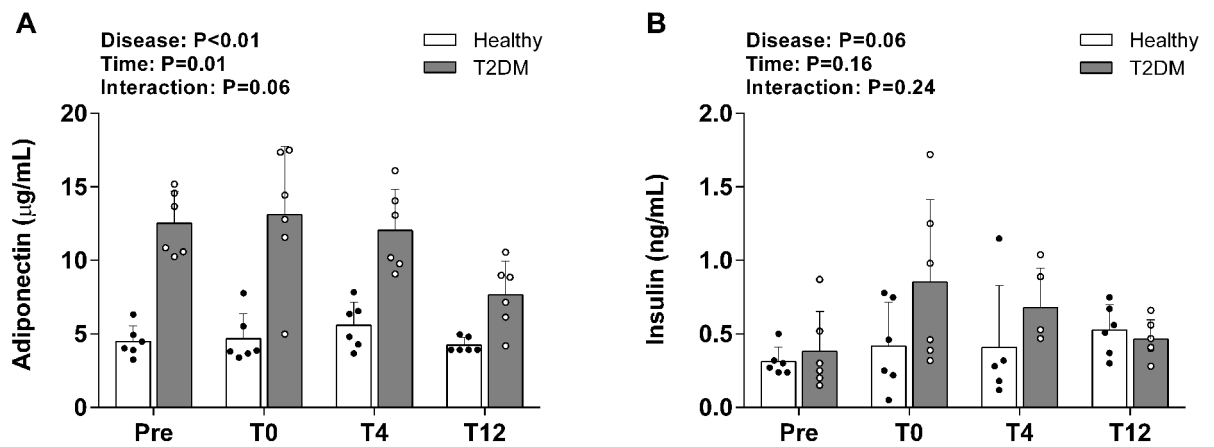 A
Disease: P<0.01
Time: P=0.01
Interaction: P=0.06
Healthy
T2DM
Adiponectin (μg/mL)
20
15
10
5
0
Pre T0 T4 T12
B
Disease: P=0.06
Time: P=0.16
Interaction: P=0.24
Healthy
T2DM
Insulin (ng/mL)
2.0
1.5
1.0
0.5
0.0
Pre T0 T4 T12